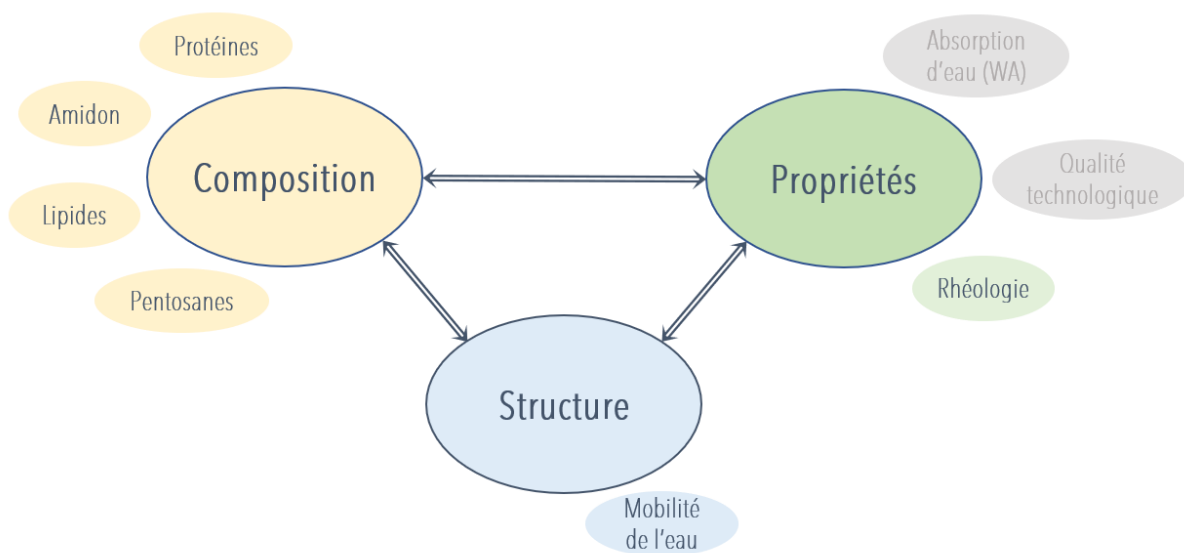 Protéines
Amidon
Lipides
Pentosanes
Composition
Propriétés
Absorption
d'eau (WA)
Qualité
technologique
Rhéologie
Structure
Mobilité
de l'eau